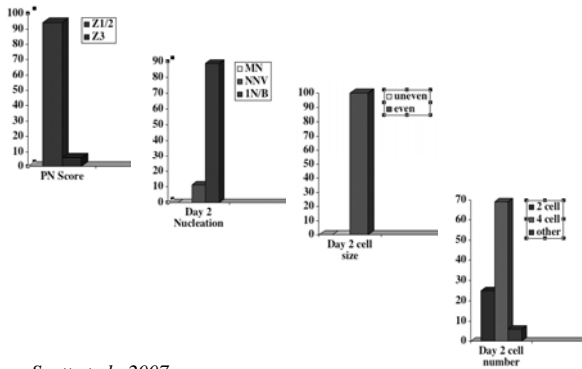 100
90
80
70
60
50
40
30
20
10
0
Z1/2
Z3
PN Score
90
80
70
60
50
40
30
20
10
0
MN
NNV
1N/B
Day 2
Nucleation
100
90
80
70
60
50
40
30
20
10
0
uneven
even
Day 2 cell
size
70
60
50
40
30
20
10
0
2 cell
4 cell
other
Day 2 cell
number
2007